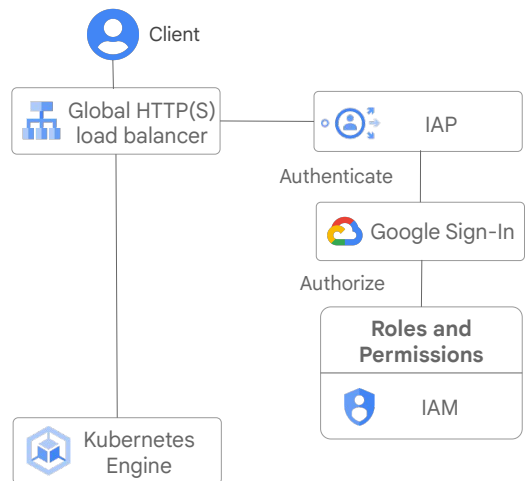 Client
Global HTTP(S)
load balancer
IAP
Authenticate
Google Sign-In
Authorize
Roles and
Permissions
IAM
Kubernetes
Engine